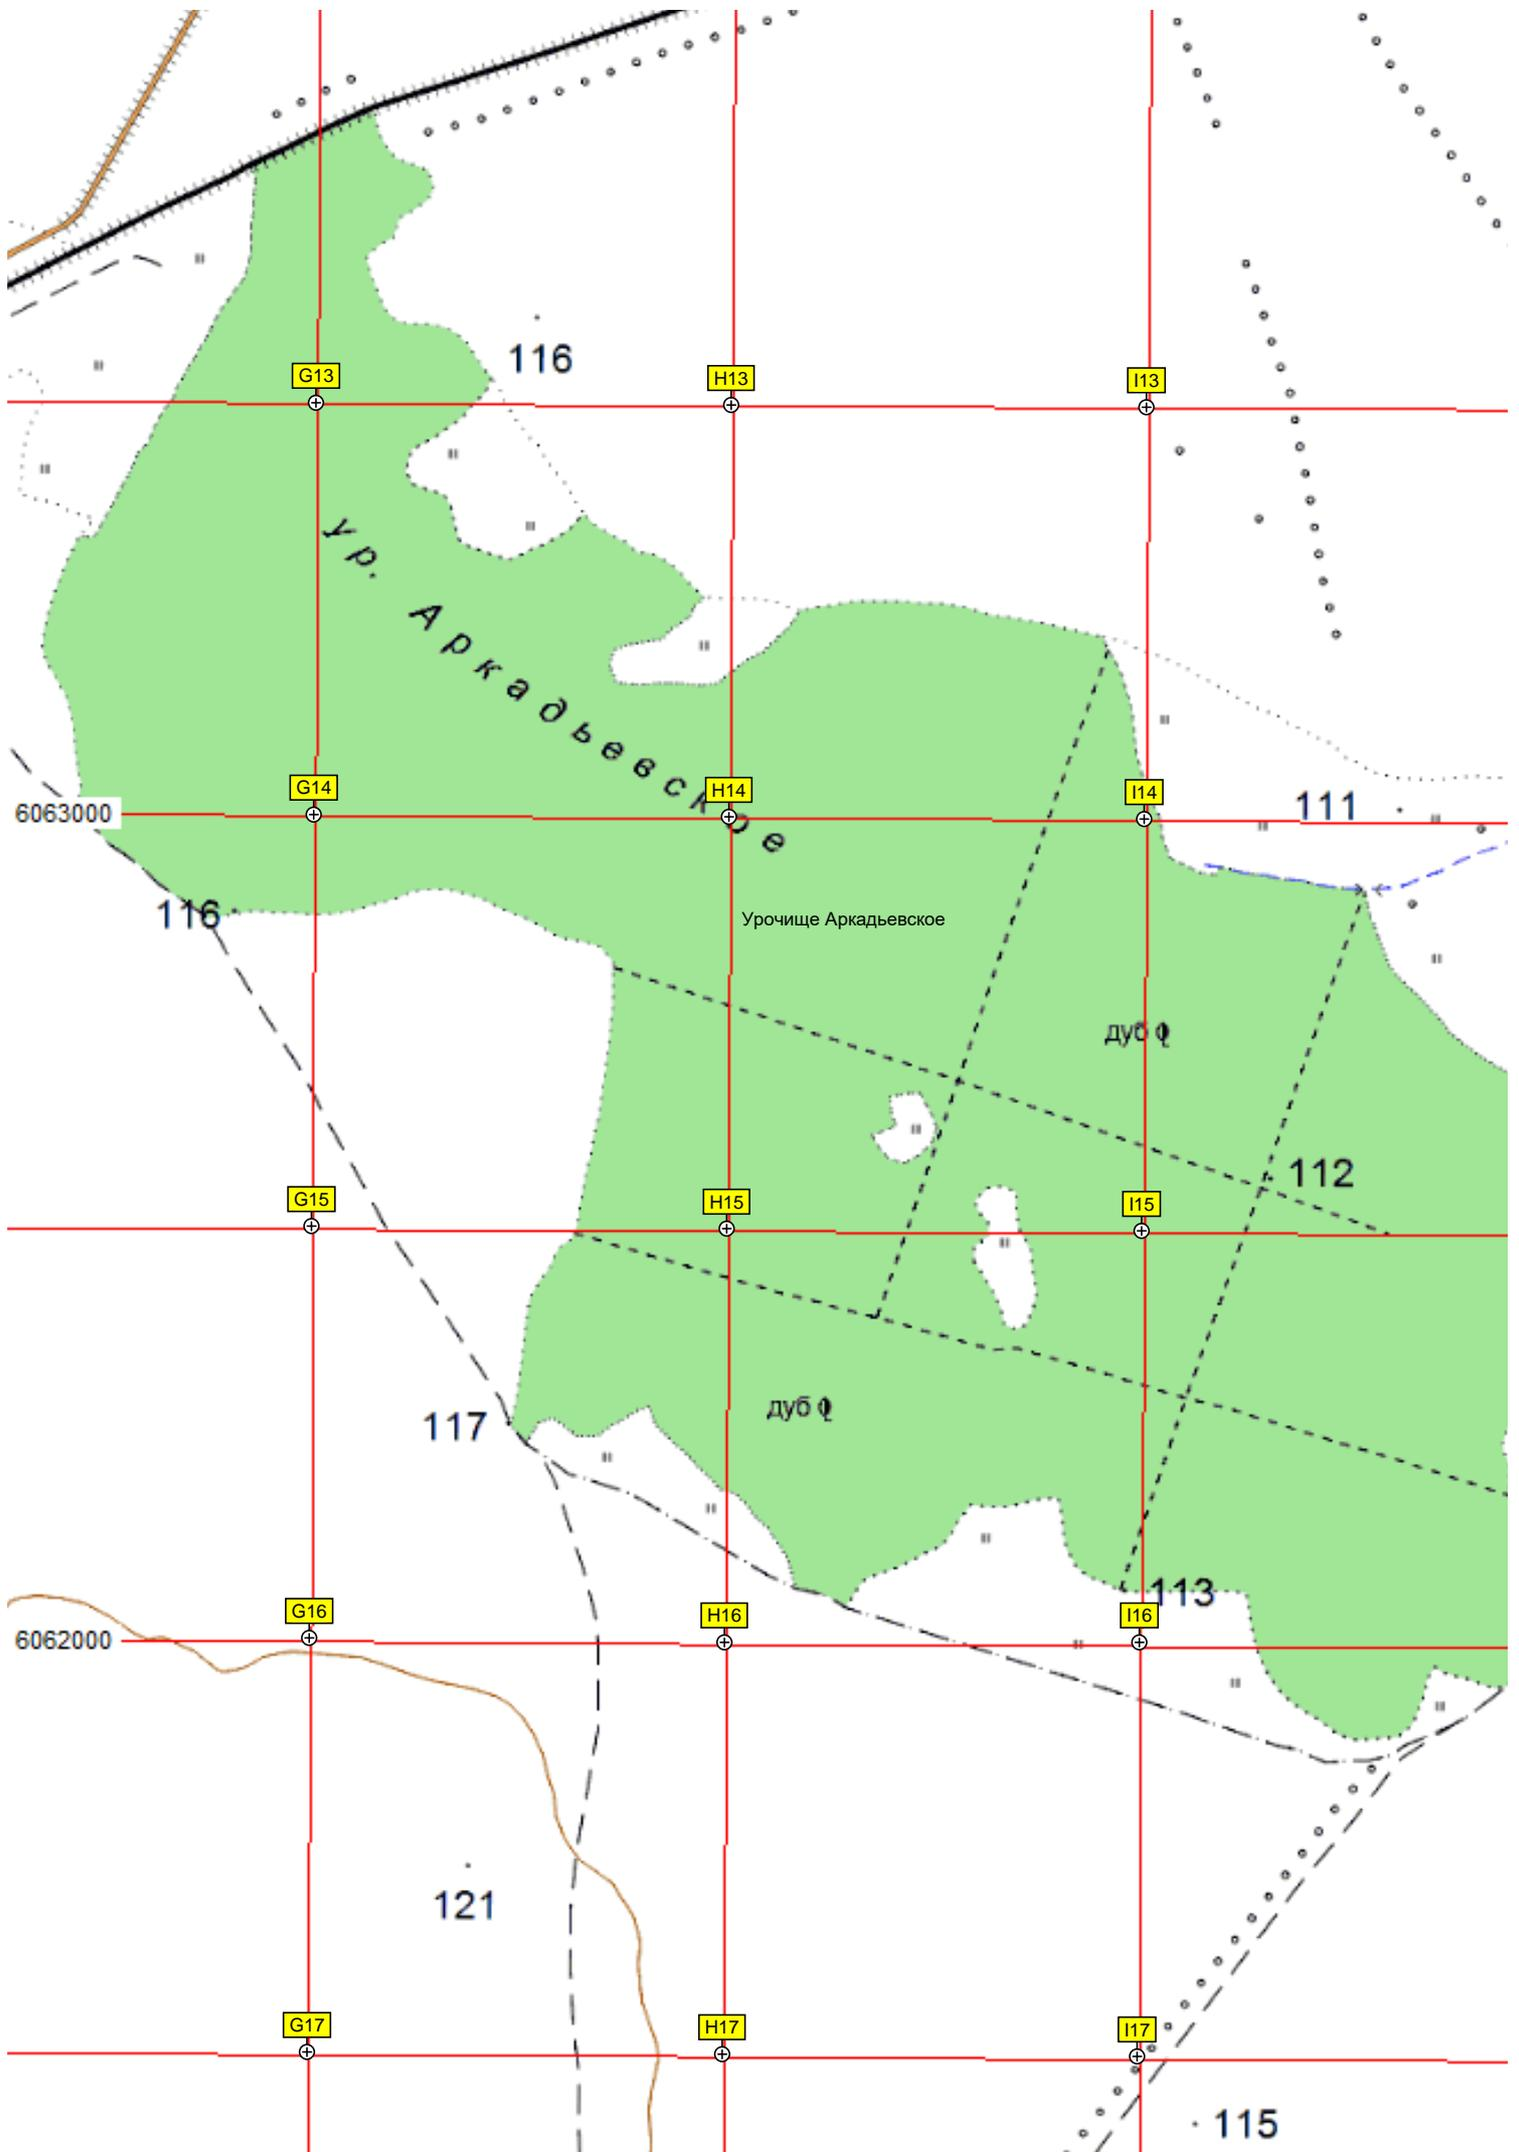 116
G13
H13
I13
ур. Аркадьевское
G14
H14
I14
6063000
111
116
Урочище Аркадьевское
дуб
112
G15
H15
I15
дуб
117
113
G16
H16
I16
6062000
121
G17
H17
I17
115